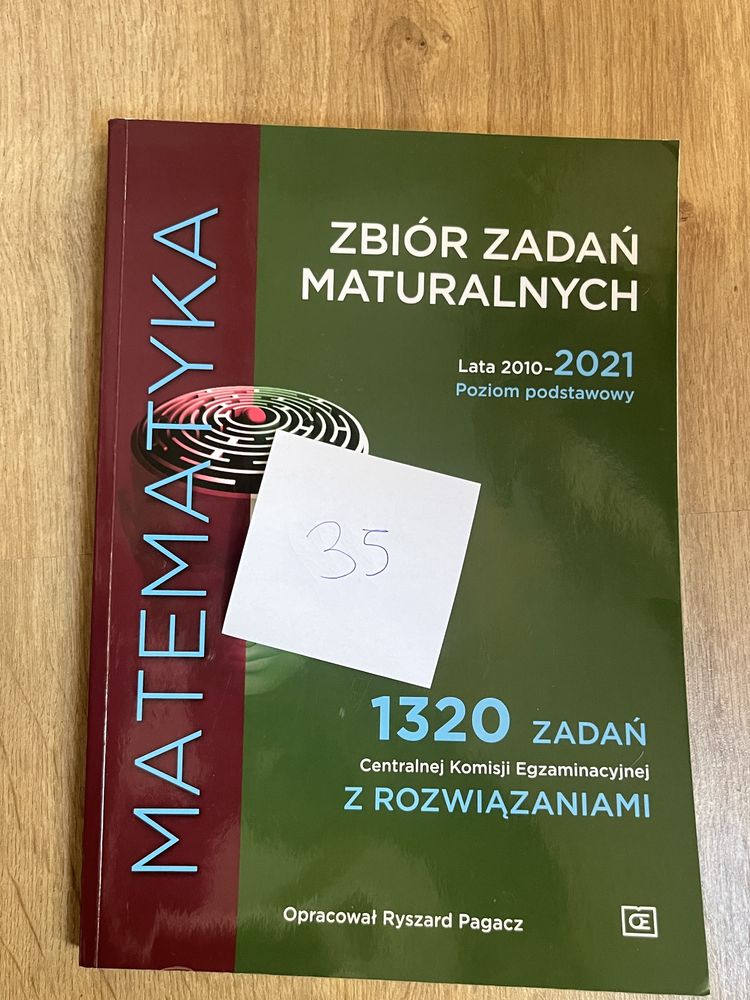 MATEMATYKA
ZBIÓR ZADAŃ
MATURALNYCH
Lata 2010-2021
Poziom podstawowy
35
1320 ZADAŃ
Centralnej Komisji Egzaminacyjnej
Z ROZWIĄZANIAMI
Opracował Ryszard Pagacz
OE